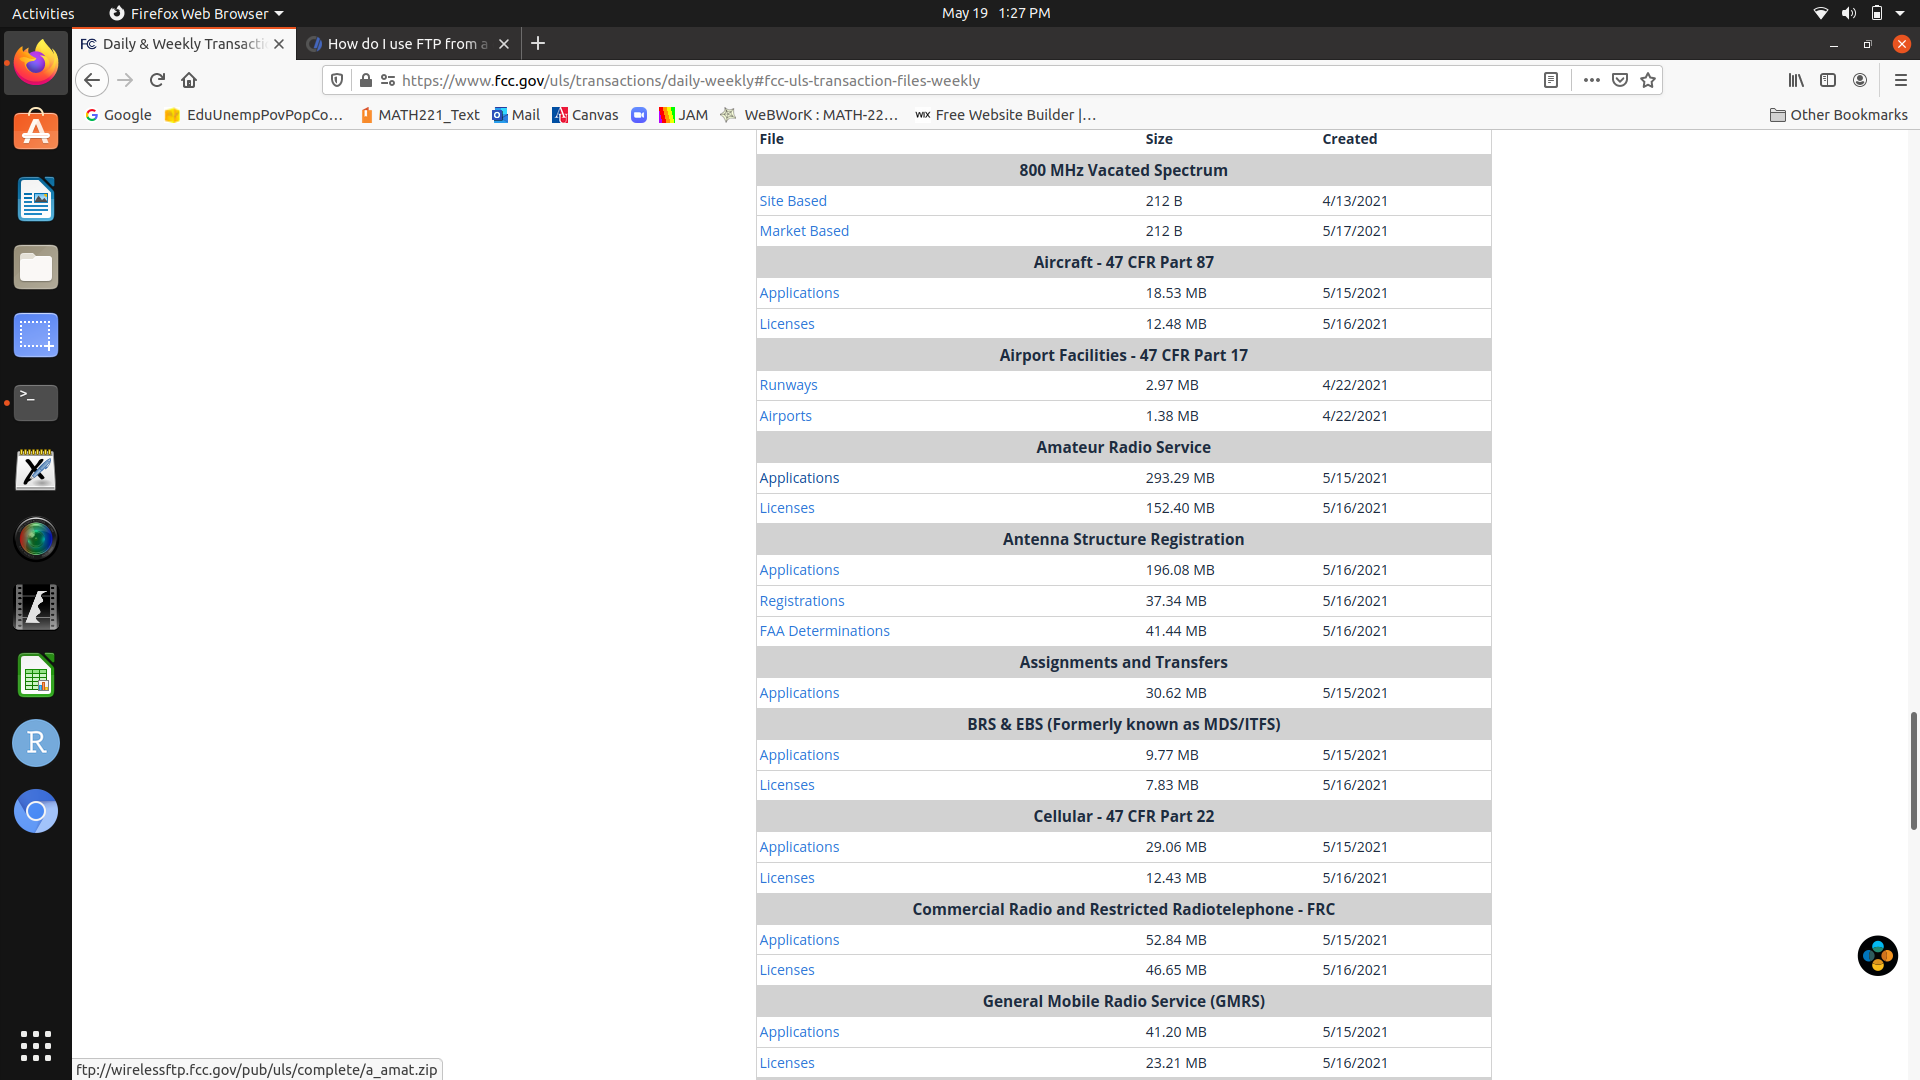 Activities Firefox Web Browser May 19 1:27 PM
Daily & Weekly Transacti How do I use FTP from a
https://www.fcc.gov/uls/transactions/daily-weekly#fcc-uls-transaction-files-weekly
Google EduUnempPovPopCo... MATH221_Text Mail Canvas JAM WeBWorK : MATH-22... WIX Free Website Builder |... Other Bookmarks
File Size Created
800 MHz Vacated Spectrum
Site Based 212 B 4/13/2021
Market Based 212 B 5/17/2021
Aircraft - 47 CFR Part 87
Applications 18.53 MB 5/15/2021
Licenses 12.48 MB 5/16/2021
Airport Facilities - 47 CFR Part 17
Runways 2.97 MB 4/22/2021
Airports 1.38 MB 4/22/2021
Amateur Radio Service
Applications 293.29 MB 5/15/2021
Licenses 152.40 MB 5/16/2021
Antenna Structure Registration
Applications 196.08 MB 5/16/2021
Registrations 37.34 MB 5/16/2021
FAA Determinations 41.44 MB 5/16/2021
Assignments and Transfers
Applications 30.62 MB 5/15/2021
BRS & EBS (Formerly known as MDS/ITFS)
Applications 9.77 MB 5/15/2021
Licenses 7.83 MB 5/16/2021
Cellular - 47 CFR Part 22
Applications 29.06 MB 5/15/2021
Licenses 12.43 MB 5/16/2021
Commercial Radio and Restricted Radiotelephone - FRC
Applications 52.84 MB 5/15/2021
Licenses 46.65 MB 5/16/2021
General Mobile Radio Service (GMRS)
Applications 41.20 MB 5/15/2021
Licenses 23.21 MB 5/16/2021
ftp://wirelessftp.fcc.gov/pub/uls/complete/a_amat.zip